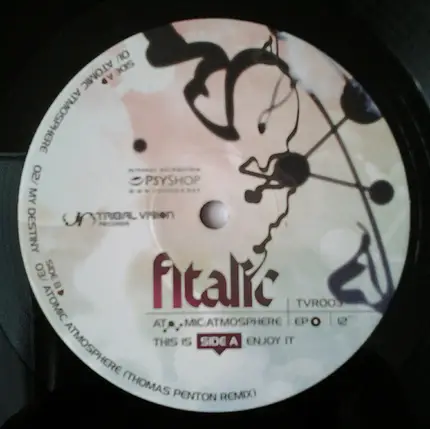 SIDE A
01/ ATOMIC ATMOSPHERE
02/ MY DESTINY
SIDE B
03/ ATOMIC ATMOSPHERE (THOMAS PENTON REMIX)
PSYSHOP
TRIBAL VISION
RECORDS
fitalic
TVR003
AT MIC ATMOSPHERE EP 12"
THIS IS SIDE A ENJOY IT